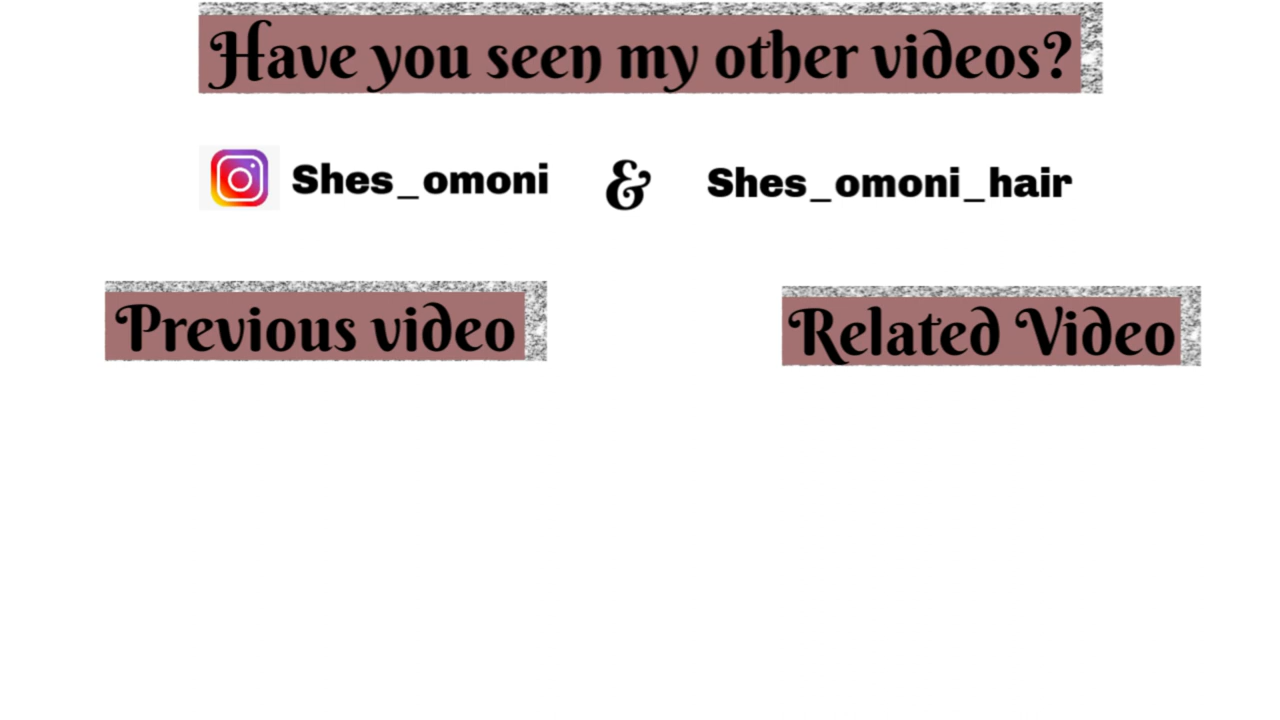 Have you seen my other videos?
Shes_omoni & Shes_omoni_hair
Previous video
Related Video